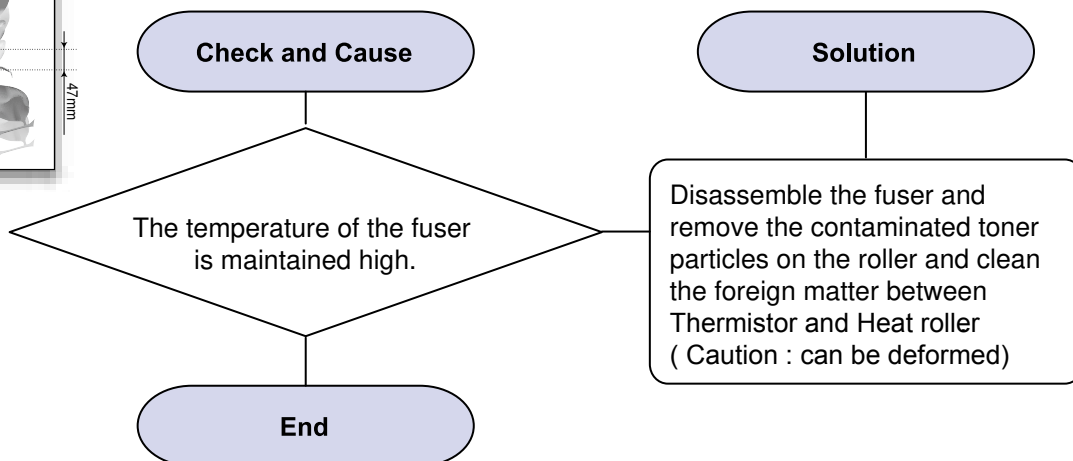 47mm
Check and Cause
Solution
The temperature of the fuser
is maintained high.
Disassemble the fuser and
remove the contaminated toner
particles on the roller and clean
the foreign matter between
Thermistor and Heat roller
( Caution : can be deformed)
End